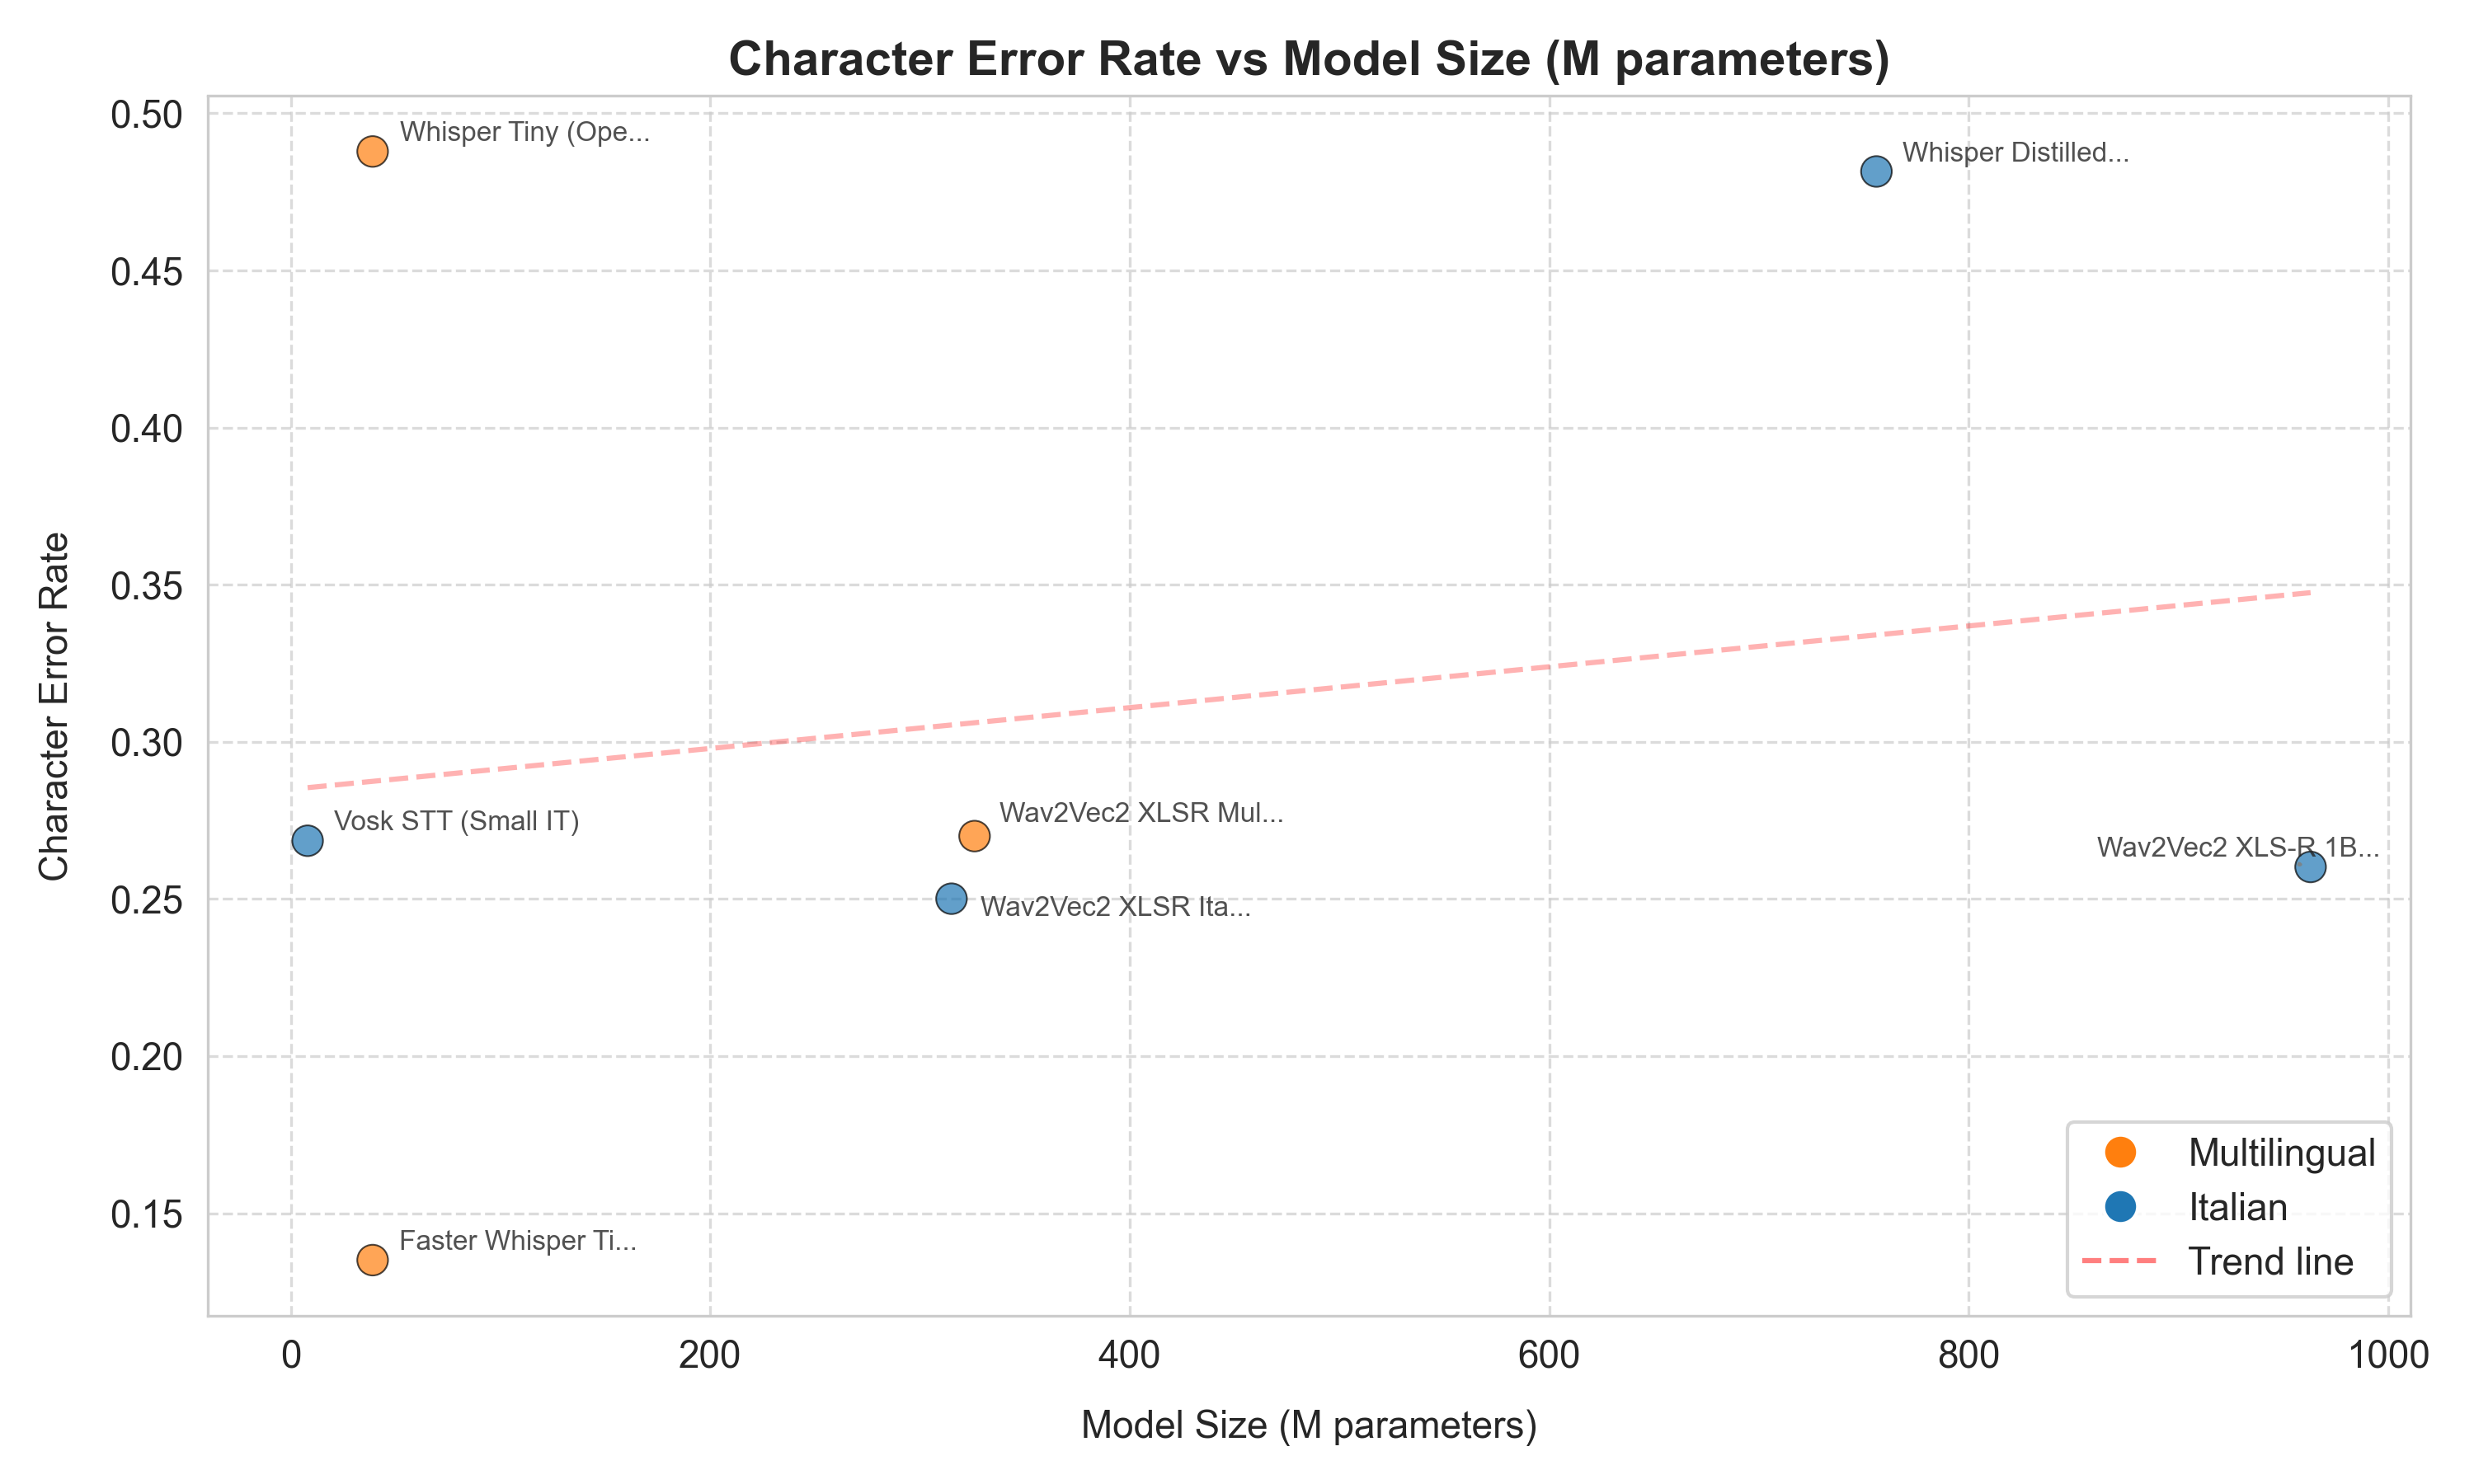 Character Error Rate vs Model Size (M parameters)
Character Error Rate
0.50
0.45
0.40
0.35
0.30
0.25
0.20
0.15
Whisper Tiny (Ope...
Whisper Distilled...
Vosk STT (Small IT)
Wav2Vec2 XLSR Mul...
Wav2Vec2 XLS-R 1B...
Wav2Vec2 XLSR Ita...
Faster Whisper Ti...
Multilingual
Italian
Trend line
0 200 400 600 800 1000
Model Size (M parameters)